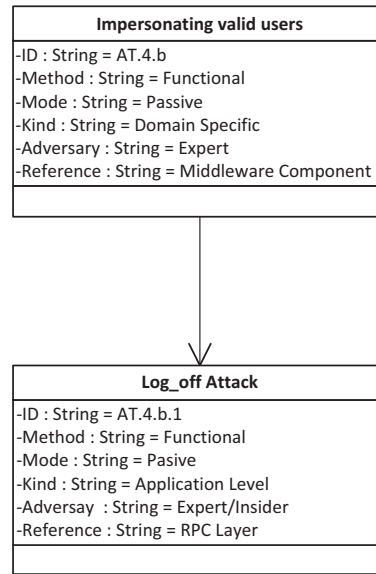 Impersonating valid users
-ID : String = AT.4.b
-Method : String = Functional
-Mode : String = Passive
-Kind : String = Domain Specific
-Adversary : String = Expert
-Reference : String = Middleware Component
Log_off Attack
-ID : String = AT.4.b.1
-Method : String = Functional
-Mode : String = Pasive
-Kind : String = Application Level
-Adversay : String = Expert/Insider
-Reference : String = RPC Layer